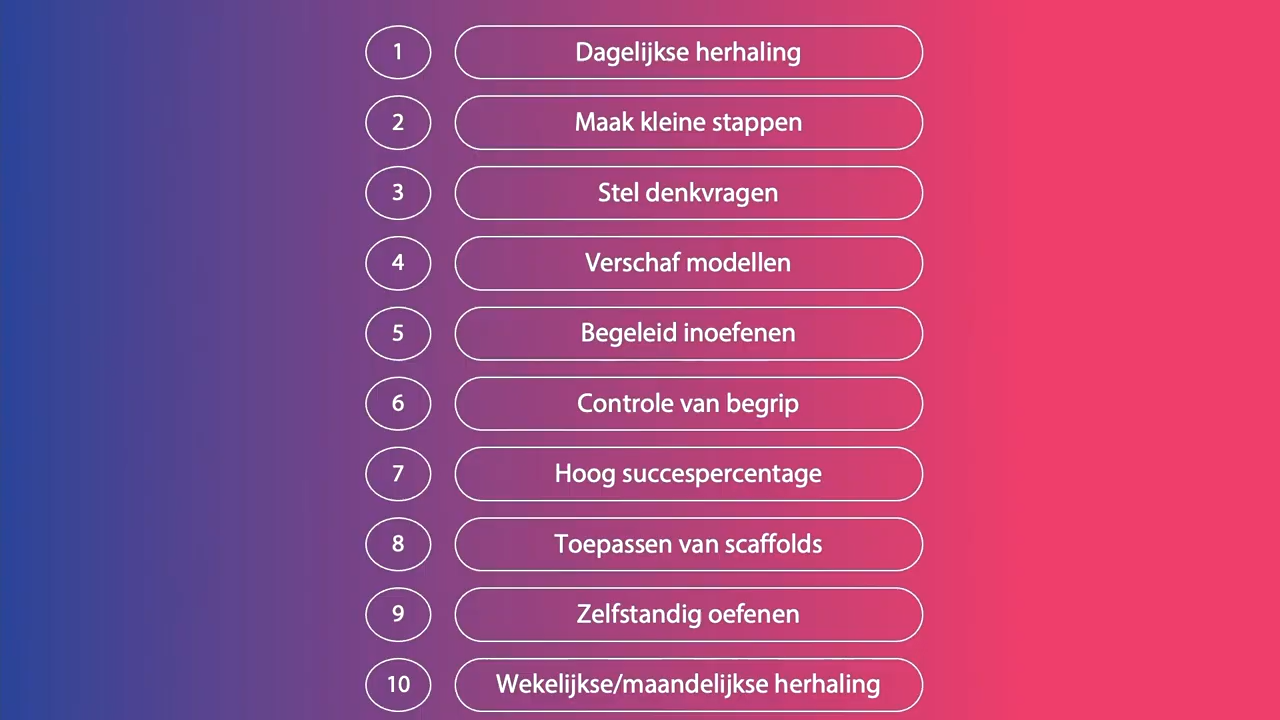 1 Dagelijkse herhaling
2 Maak kleine stappen
3 Stel denkvragen
4 Verschaf modellen
5 Begeleid inoefenen
6 Controle van begrip
7 Hoog succespercentage
8 Toepassen van scaffolds
9 Zelfstandig oefenen
10 Wekelijkse/maandelijkse herhaling